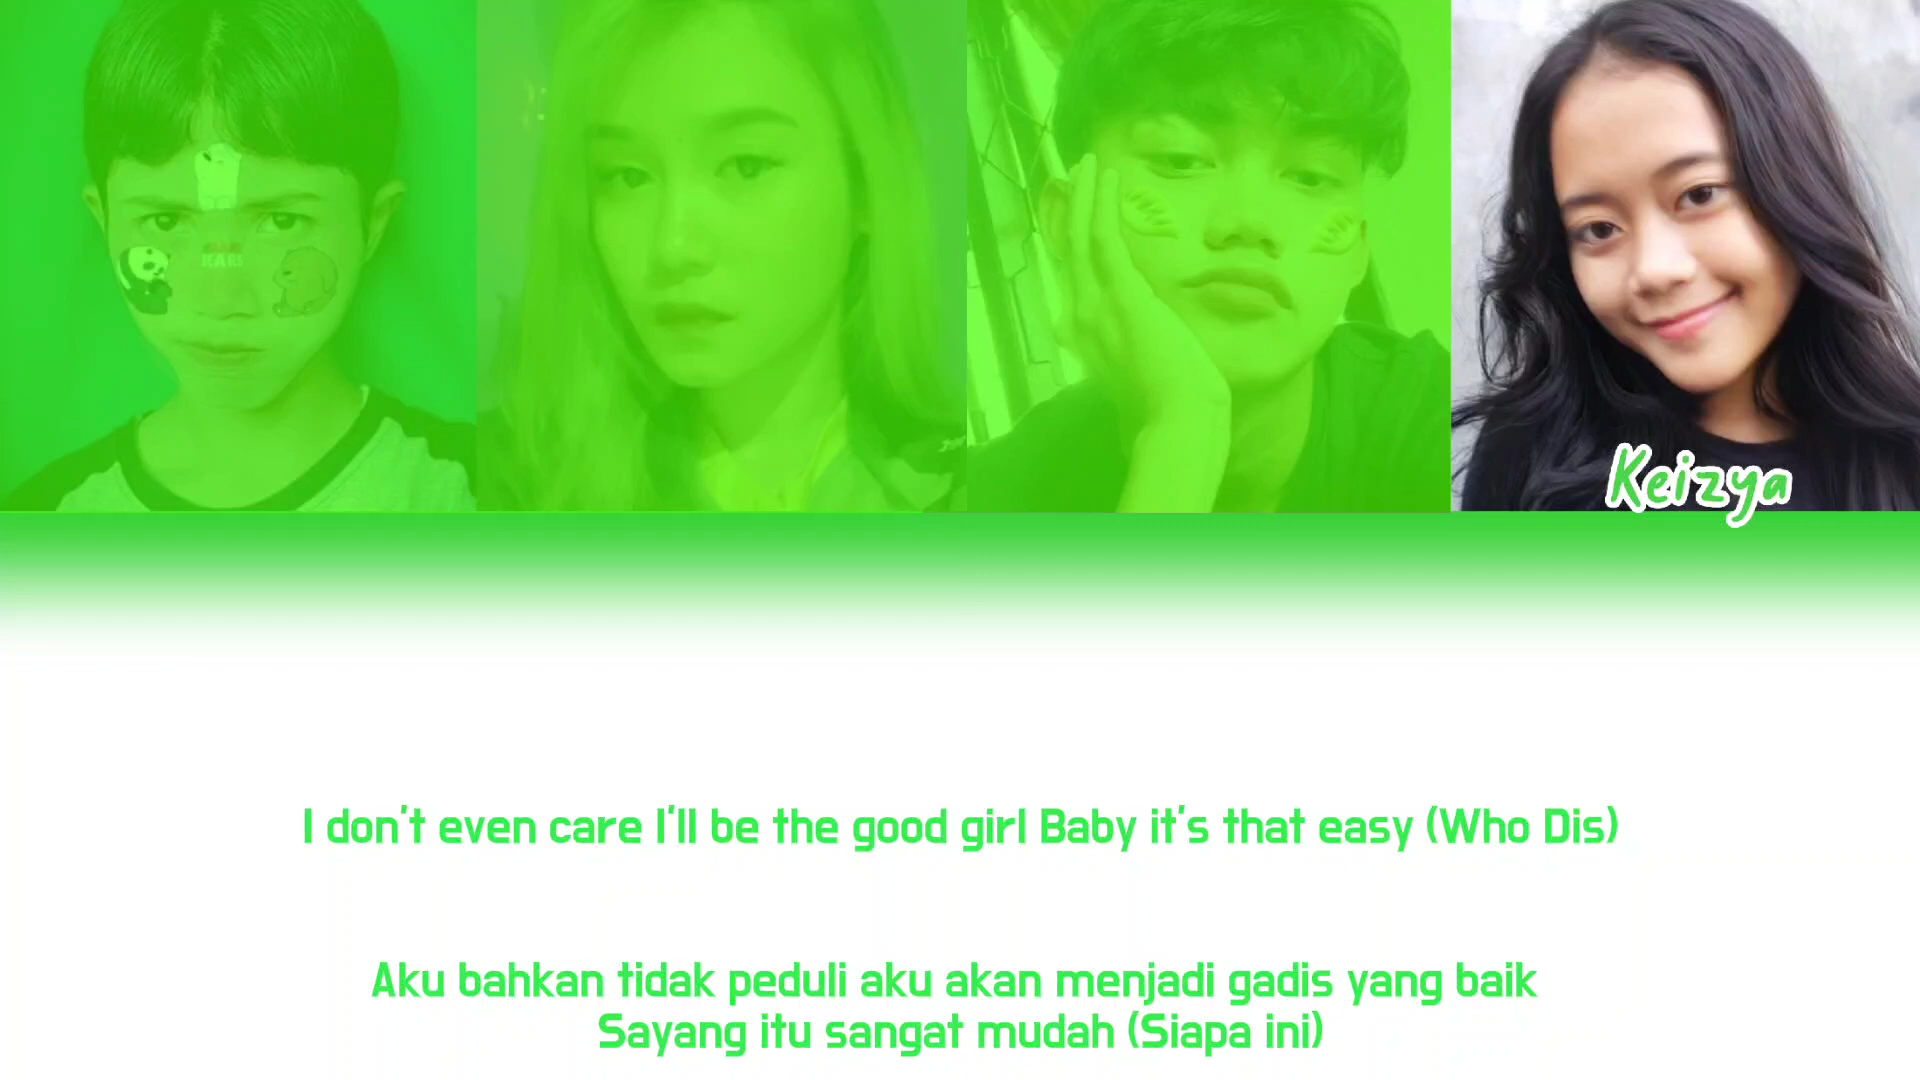 Keizya
I don't even care I'll be the good girl Baby it's that easy (Who Dis)
Aku bahkan tidak peduli aku akan menjadi gadis yang baik
Sayang itu sangat mudah (Siapa ini)